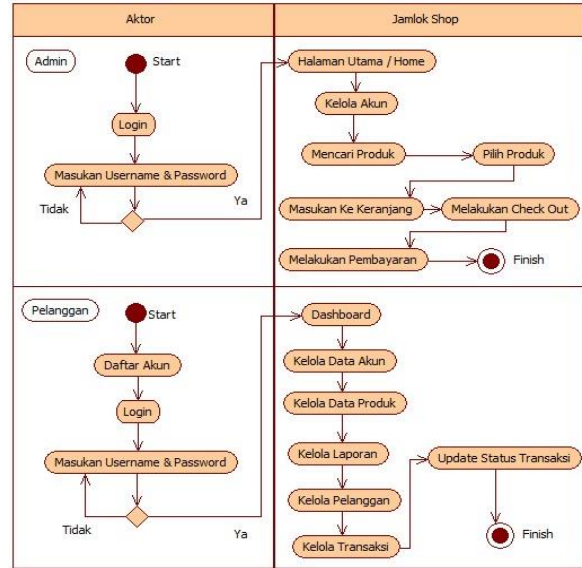 Aktor
Jamlok Shop
Admin
Start
Login
Masukan Username & Password
Tidak
Ya
Halaman Utama / Home
Kelola Akun
Mencari Produk
Pilih Produk
Masukan Ke Keranjang
Melakukan Check Out
Melakukan Pembayaran
Finish
Pelanggan
Start
Daftar Akun
Login
Masukan Username & Password
Tidak
Ya
Dashboard
Kelola Data Akun
Kelola Data Produk
Kelola Laporan
Update Status Transaksi
Kelola Pelanggan
Kelola Transaksi
Finish